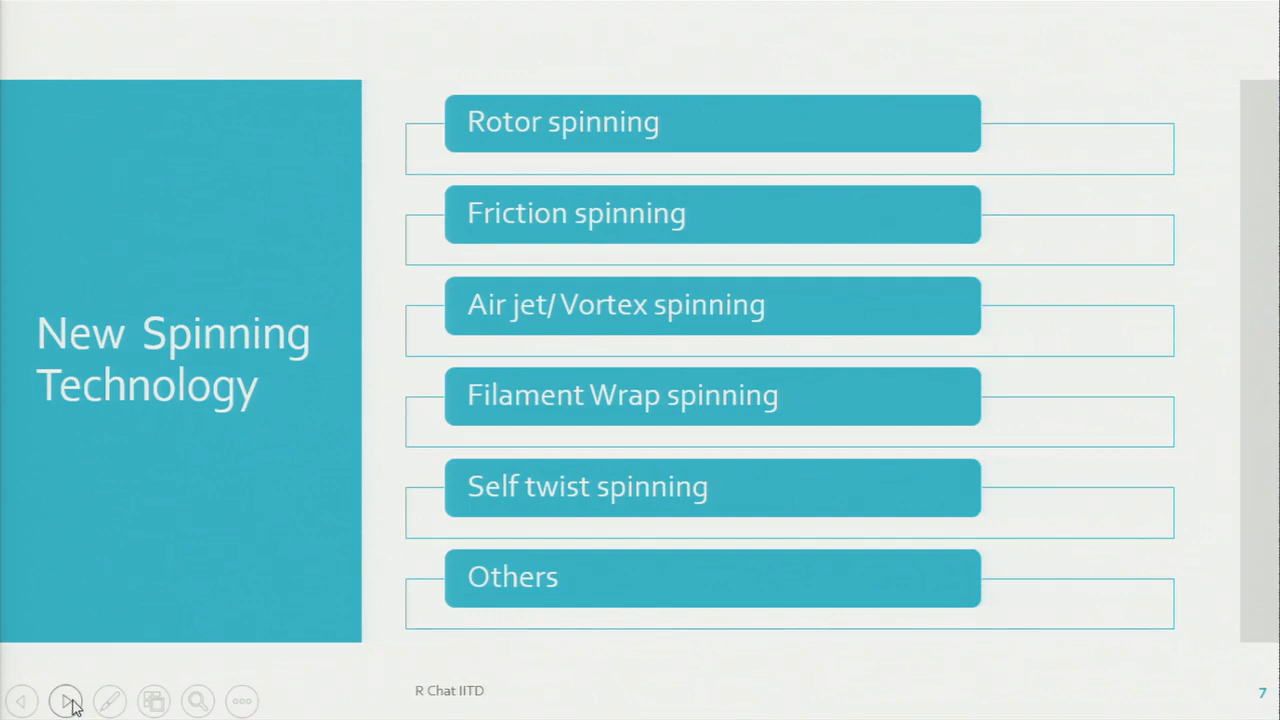 New Spinning
Technology
Rotor spinning
Friction spinning
Air jet/ Vortex spinning
Filament Wrap spinning
Self twist spinning
Others
R Chat IITD
7